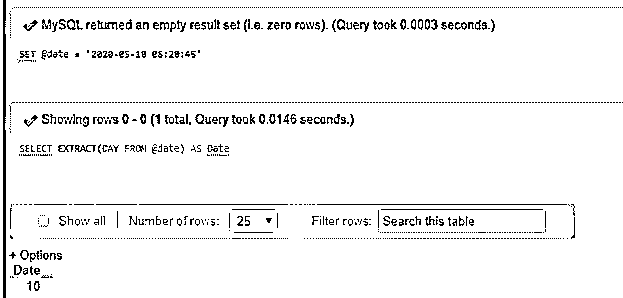 MySQL returned an empty result set (i.e. zero rows). (Query took 0.0003 seconds.)
SET @date = '2020-05-10 05:20:45'
Showing rows 0 - 0 (1 total, Query took 0.0146 seconds.)
SELECT EXTRACT(DAY FROM @date) AS Date
Show all Number of rows: 25 Filter rows: Search this table
+ Options
Date
10